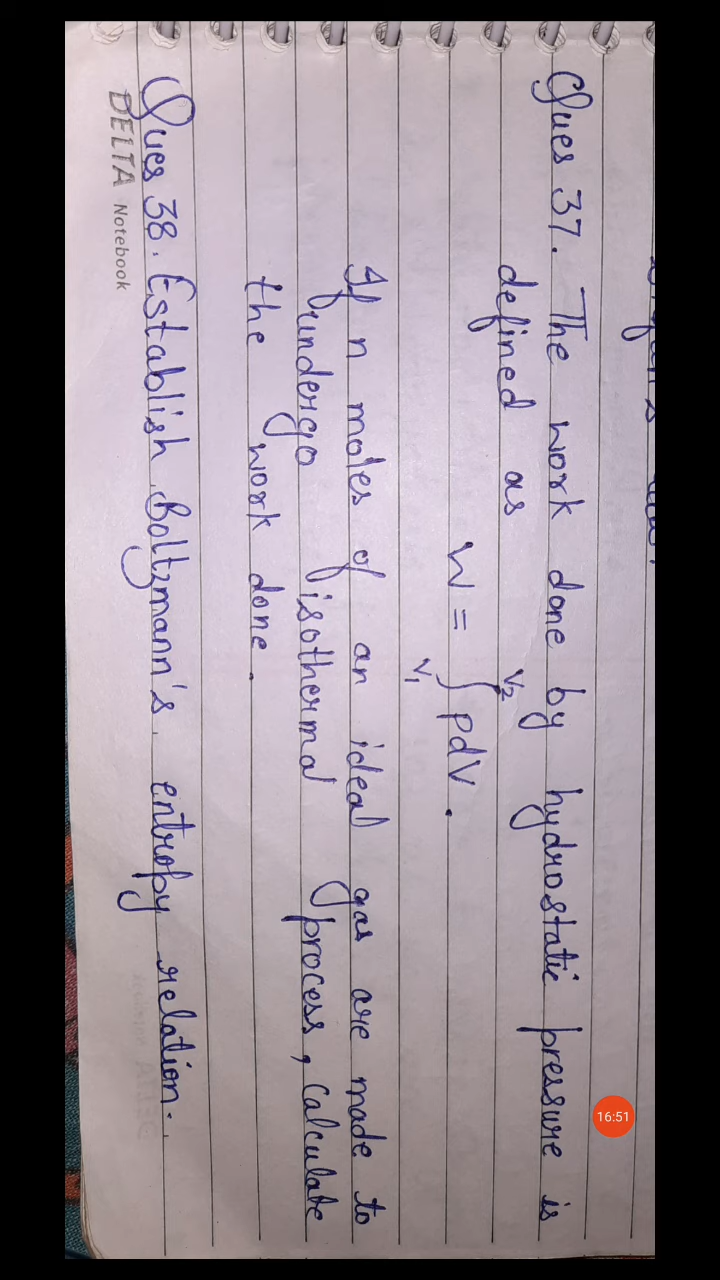 Ques 37. The work done by hydrostatic pressure is
defined as
W = ∫ V1 V2 PdV.
If n moles of an ideal gas are made to
undergo isotherma process, calculate
the work done.
Ques 38. Establish Boltzmann's entropy relation.
DELTA Notebook
16:51